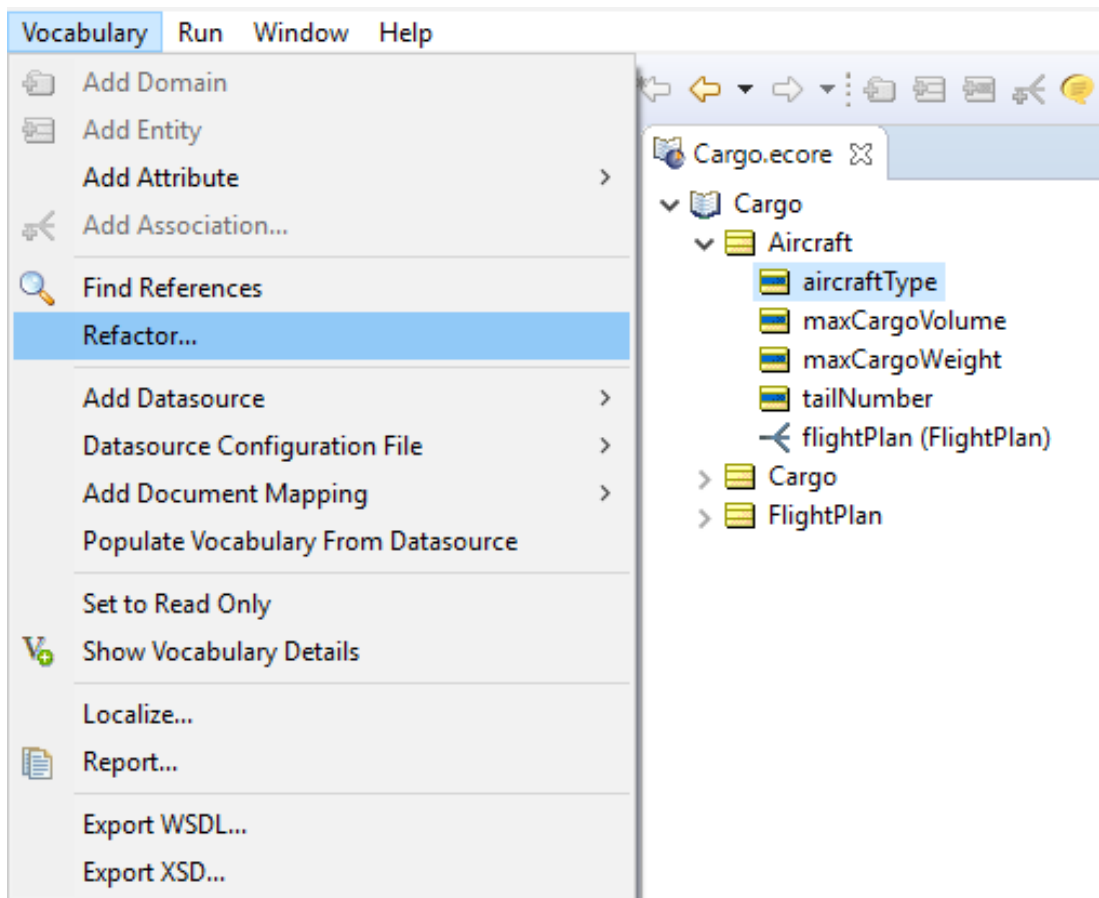 Vocabulary Run Window Help
Add Domain
Add Entity
Add Attribute
Add Association...
Find References
Refactor...
Add Datasource
Datasource Configuration File
Add Document Mapping
Populate Vocabulary From Datasource
Set to Read Only
Show Vocabulary Details
Localize...
Report...
Export WSDL...
Export XSD...
Cargo.ecore
Cargo
Aircraft
aircraftType
maxCargoVolume
maxCargoWeight
tailNumber
flightPlan (FlightPlan)
Cargo
FlightPlan